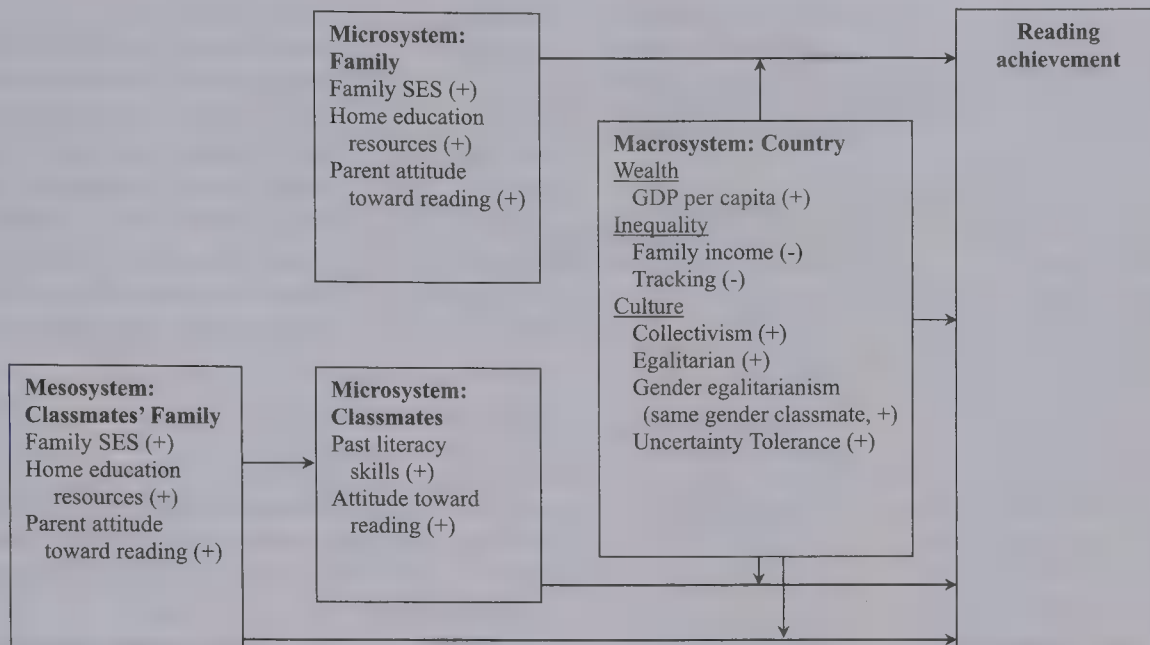 Microsystem:
Family
Family SES (+)
Home education
resources (+)
Parent attitude
toward reading (+)
Reading
achievement
Macrosystem: Country
Wealth
GDP per capita (+)
Inequality
Family income (-)
Tracking (-)
Culture
Collectivism (+)
Egalitarian (+)
Gender egalitarianism
(same gender classmate, +)
Uncertainty Tolerance (+)
Mesosystem:
Classmates' Family
Family SES (+)
Home education
resources (+)
Parent attitude
toward reading (+)
Microsystem:
Classmates
Past literacy
skills (+)
Attitude toward
reading (+)